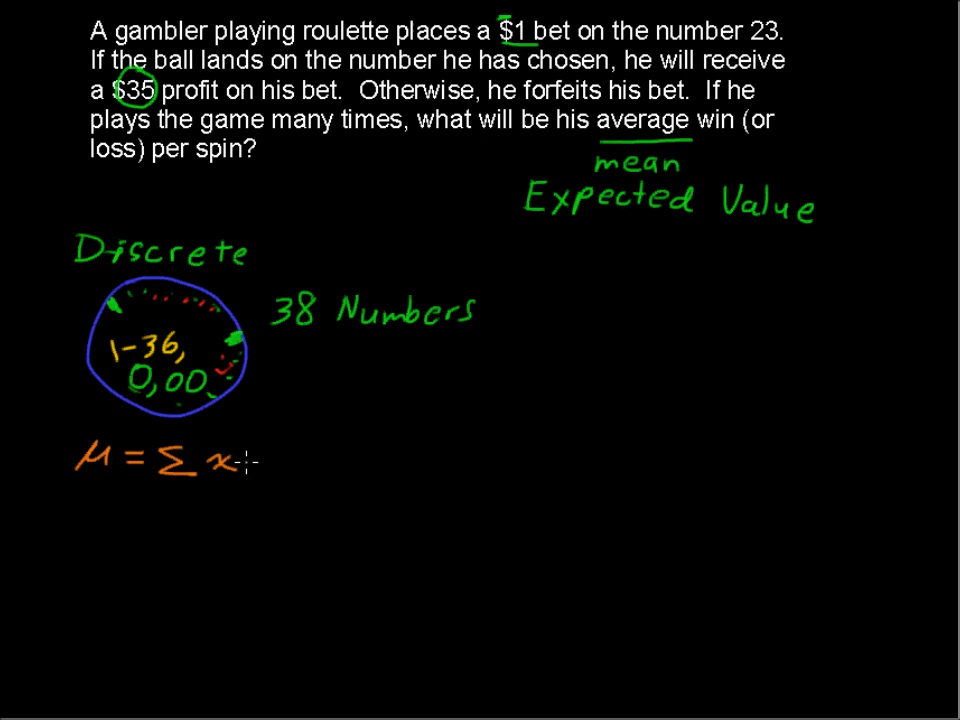 A gambler playing roulette places a $1 bet on the number 23.
If the ball lands on the number he has chosen, he will receive
a $35 profit on his bet.  Otherwise, he forfeits his bet.  If he
plays the game many times, what will be his average win (or
loss) per spin?
mean
Expected Value
Discrete
38 Numbers
1-36,
0,00
μ = Σ x